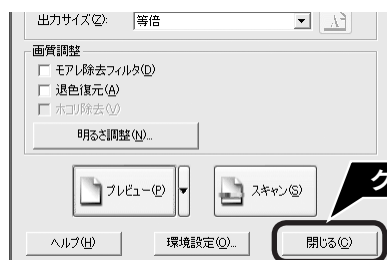 出力サイズ(Z): 等倍
画質調整
モアレ除去フィルタ(D)
退色復元(A)
ホコリ除去(V)
明るさ調整(N)...
プレビュー(P) スキャン(S)
ク
ヘルプ(H) 環境設定(O)... 閉じる(C)